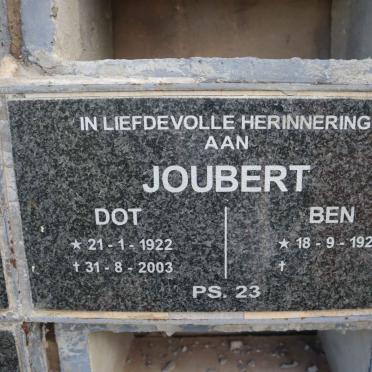 IN LIEFDEVOLLE HERINNERING
AAN
JOUBERT
DOT BEN
★ 21 - 1 - 1922 ★ 18 - 9 - 192
† 31 - 8 - 2003 †
PS. 23